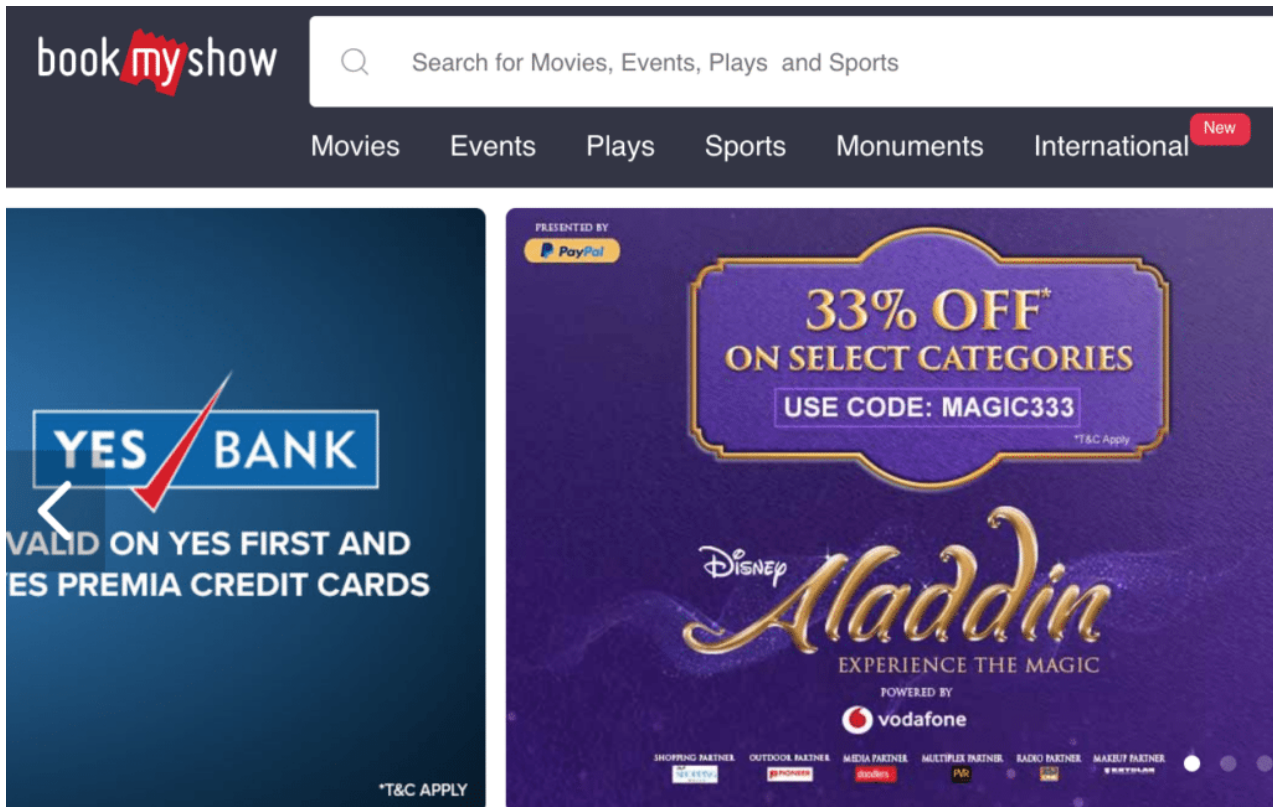 bookmyshow
Search for Movies, Events, Plays and Sports
Movies Events Plays Sports Monuments International New
YES BANK
VALID ON YES FIRST AND
ES PREMIA CREDIT CARDS
*T&C APPLY
PRESENTED BY
PayPal
33% OFF*
ON SELECT CATEGORIES
USE CODE: MAGIC333
*T&C Apply
DISNEY
Aladdin
EXPERIENCE THE MAGIC
POWERED BY
vodafone
SHOPPING PARTNER OUTDOOR PARTNER MEDIA PARTNER MULTIPLEX PARTNER RADIO PARTNER MAKEUP PARTNER
PIONEER PVR